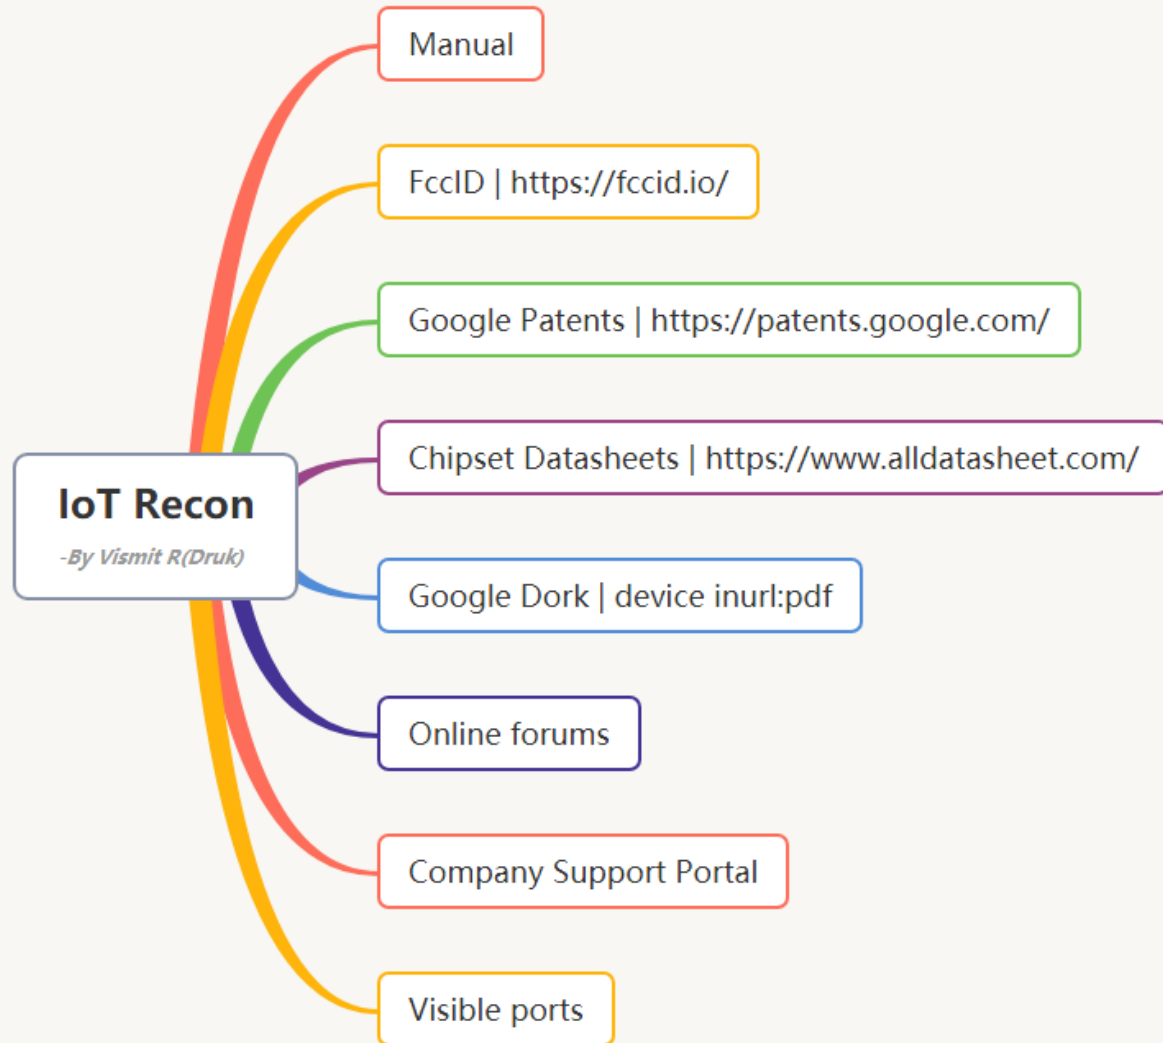 Manual
FccID | https://fccid.io/
Google Patents | https://patents.google.com/
Chipset Datasheets | https://www.alldatasheet.com/
IoT Recon
-By Vismit R(Druk)
Google Dork | device inurl:pdf
Online forums
Company Support Portal
Visible ports